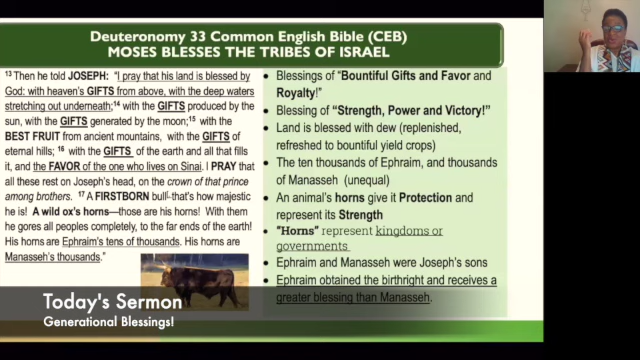 Deuteronomy 33 Common English Bible (CEB)
MOSES BLESSES THE TRIBES OF ISRAEL
13 Then he told JOSEPH: "I pray that his land is blessed by
God: with heaven's GIFTS from above, with the deep waters
stretching out underneath; 14 with the GIFTS produced by the
sun, with the GIFTS generated by the moon; 15 with the
BEST FRUIT from ancient mountains, with the GIFTS of
eternal hills; 16 with the GIFTS of the earth and all that fills
it, and the FAVOR of the one who lives on Sinai. I PRAY
that all these rest on Joseph's head, on the crown of that prince
among brothers. 17 A FIRSTBORN bull—that's how majestic
he is! A wild ox's horns—those are his horns! With them
he gores all peoples completely, to the far ends of the earth!
His horns are Ephraim's tens of thousands. His horns are
Manasseh's thousands."
• Blessings of "Bountiful Gifts and Favor and
Royalty!"
• Blessing of "Strength, Power and Victory!"
• Land is blessed with dew (replenished,
refreshed to bountiful yield crops)
• The ten thousands of Ephraim, and thousands
of Manasseh (unequal)
• An animal's horns give it Protection and
represent its Strength
• "Horns" represent kingdoms or
governments
• Ephraim and Manasseh were Joseph's sons
• Ephraim obtained the birthright and receives a
greater blessing than Manasseh.
Today's Sermon
Generational Blessings!